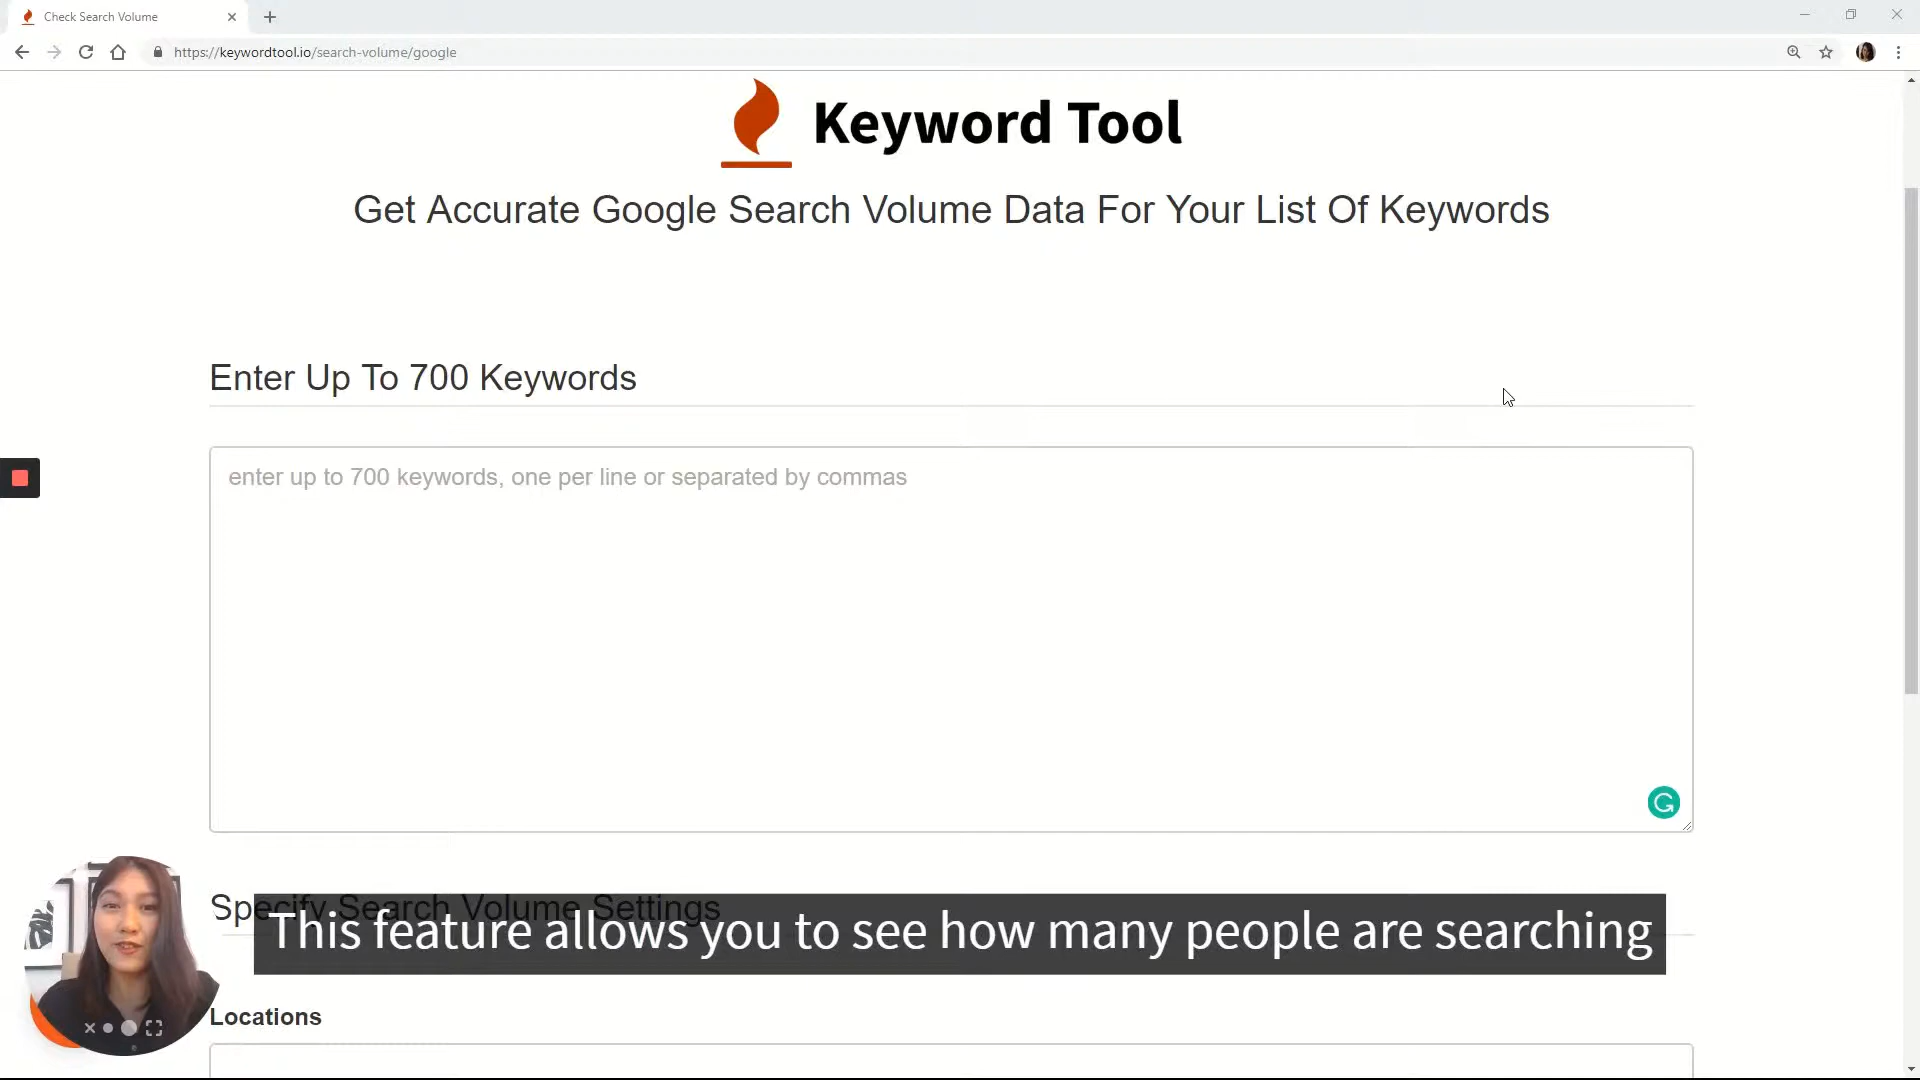 Check Search Volume
https://keywordtool.io/search-volume/google
Keyword Tool
Get Accurate Google Search Volume Data For Your List Of Keywords
Enter Up To 700 Keywords
enter up to 700 keywords, one per line or separated by commas
Specify Search Volume Settings
This feature allows you to see how many people are searching
Locations